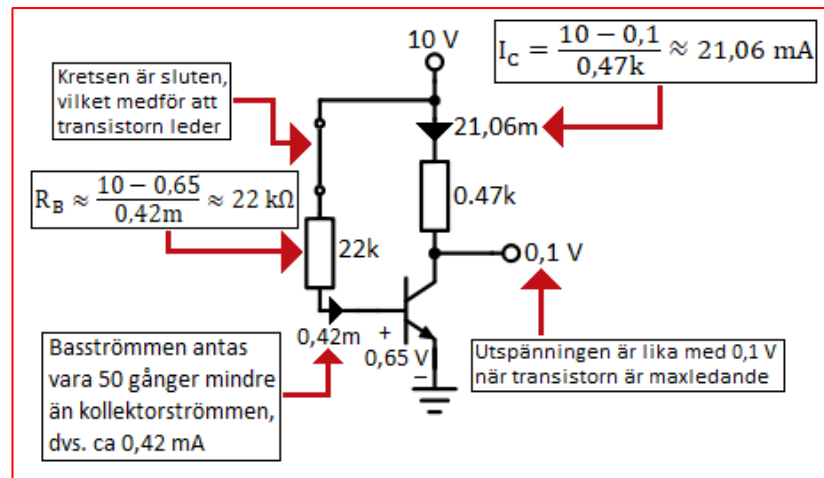 10 V
I_C = (10 − 0,1)/0,47k ≈ 21,06 mA
Kretsen är sluten,
vilket medför att
transistorn leder
21,06m
R_B ≈ (10 − 0,65)/0,42m ≈ 22 kΩ
0.47k
22k
0,1 V
0,42m
+
0,65 V
−
Basströmmen antas
vara 50 gånger mindre
än kollektorströmmen,
dvs. ca 0,42 mA
Utspänningen är lika med 0,1 V
när transistorn är maxledande